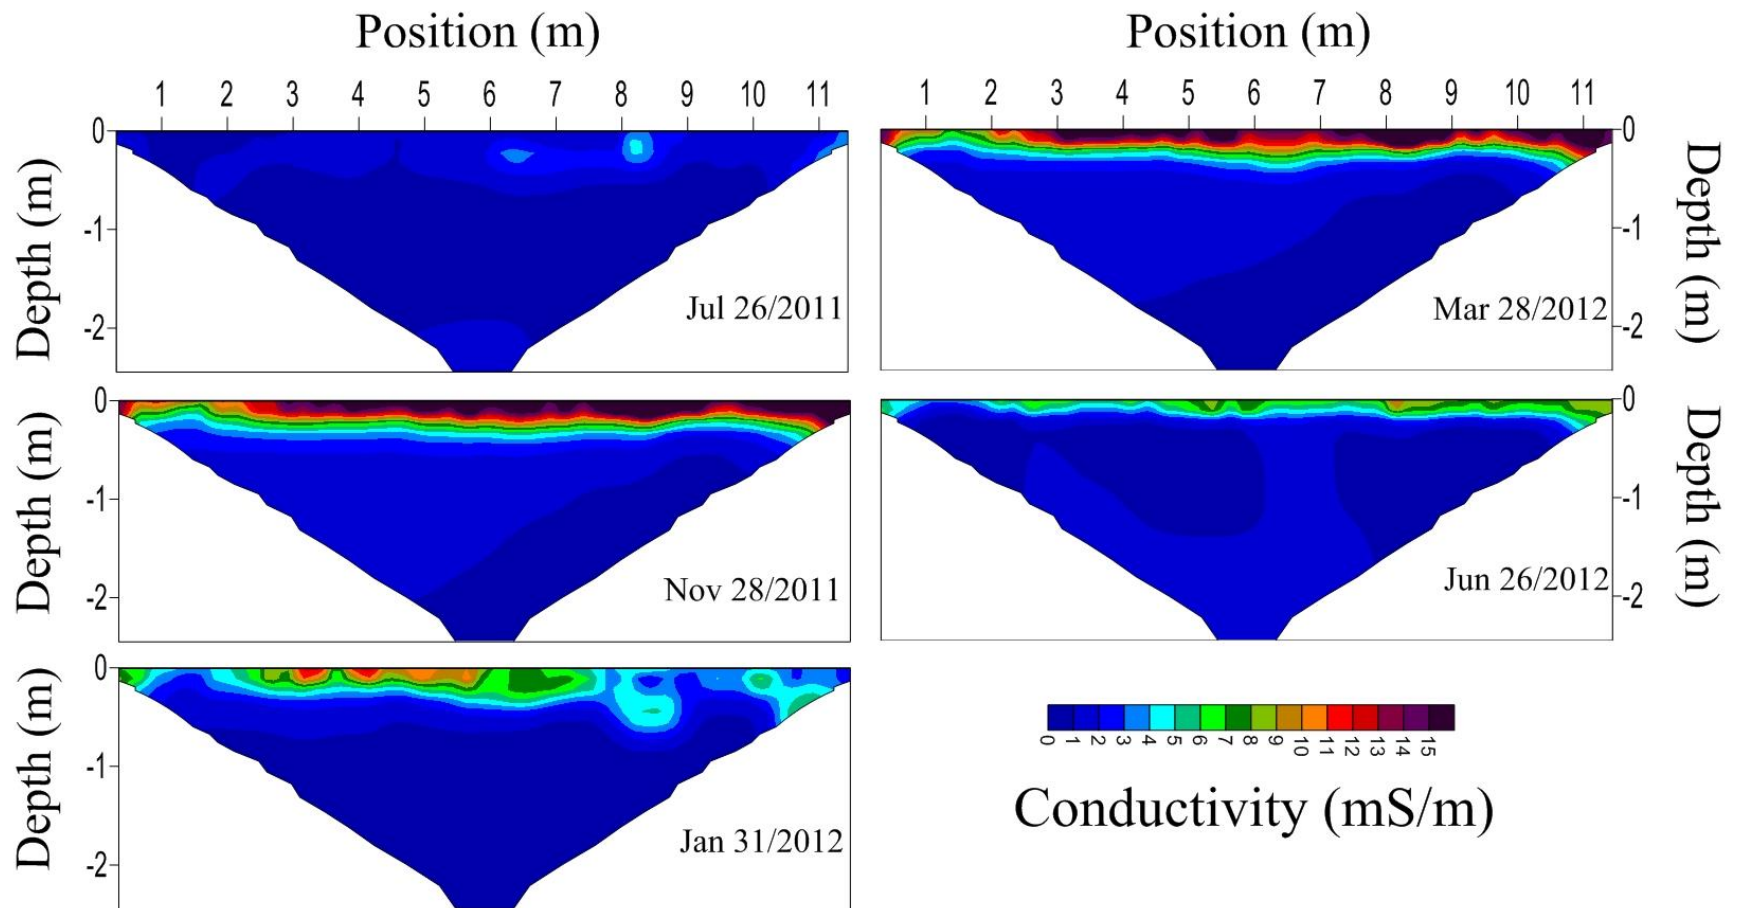 Position (m)
Position (m)
1 2 3 4 5 6 7 8 9 10 11
1 2 3 4 5 6 7 8 9 10 11
0
-1
-2
Depth (m)
Jul 26/2011
0
-1
-2
Depth (m)
Mar 28/2012
0
-1
-2
Depth (m)
Nov 28/2011
0
-1
-2
Depth (m)
Jun 26/2012
0
-1
-2
Depth (m)
Jan 31/2012
0 1 2 3 4 5 6 7 8 9 10 11 12 13 14 15
Conductivity (mS/m)